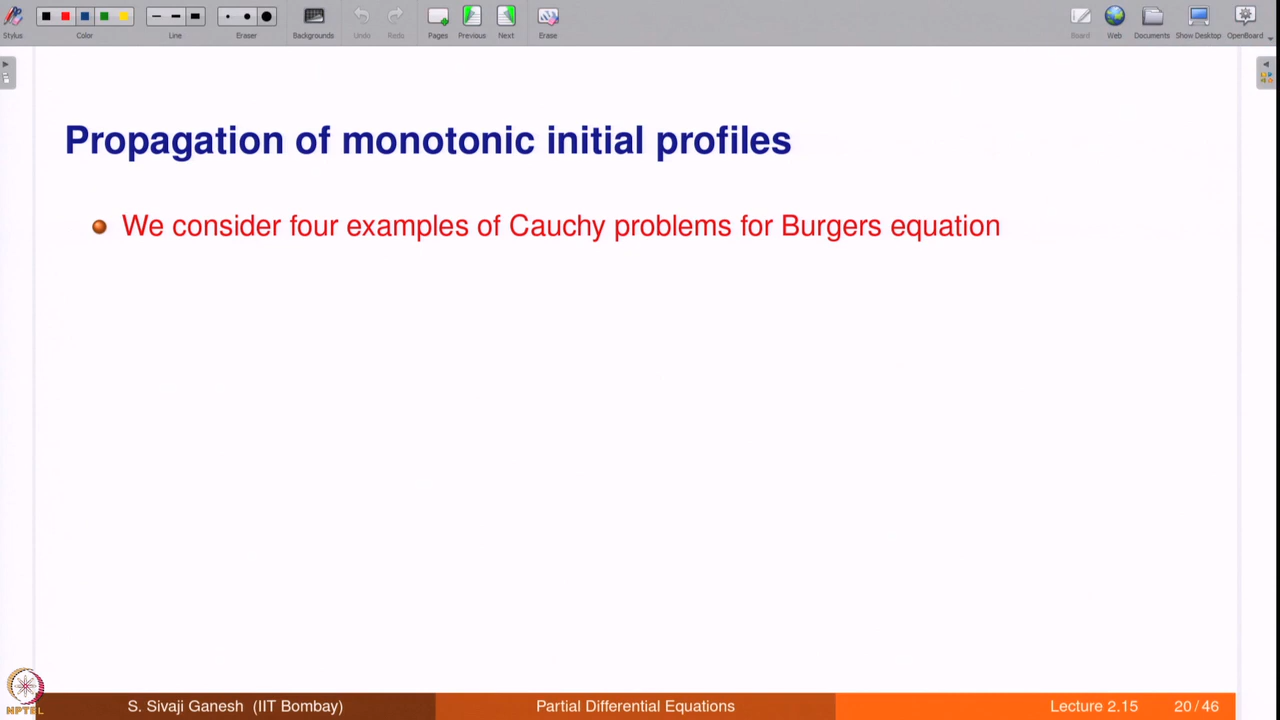 Stylus Color Line Eraser Backgrounds Undo Redo Pages Previous Next Erase Board Web Documents Show Desktop OpenBoard
Propagation of monotonic initial profiles
We consider four examples of Cauchy problems for Burgers equation
NPTEL
S. Sivaji Ganesh (IIT Bombay) Partial Differential Equations Lecture 2.15 20/46